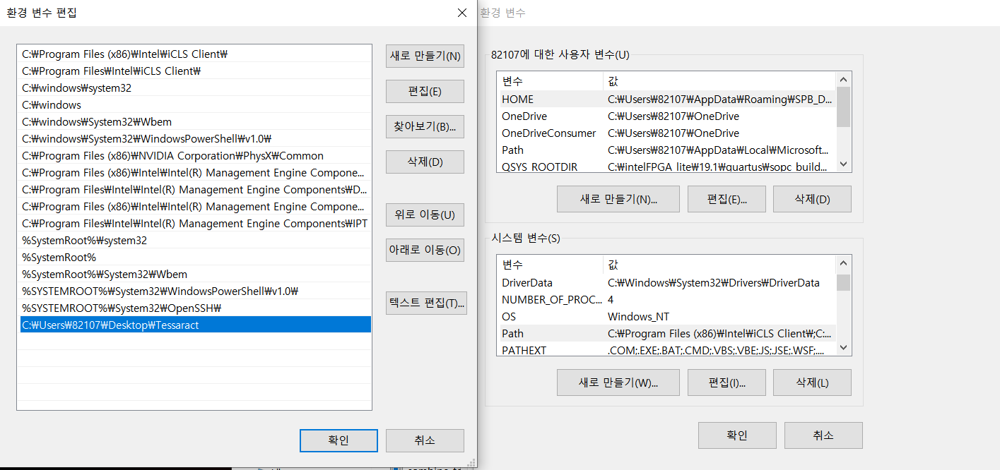 환경 변수 편집
C:₩Program Files (x86)₩Intel₩iCLS Client₩
C:₩Program Files₩Intel₩iCLS Client₩
C:₩windows₩system32
C:₩windows
C:₩windows₩System32₩Wbem
C:₩windows₩System32₩WindowsPowerShell₩v1.0₩
C:₩Program Files (x86)₩NVIDIA Corporation₩PhysX₩Common
C:₩Program Files (x86)₩Intel₩Intel(R) Management Engine Compone...
C:₩Program Files₩Intel₩Intel(R) Management Engine Components₩D...
C:₩Program Files (x86)₩Intel₩Intel(R) Management Engine Compone...
C:₩Program Files₩Intel₩Intel(R) Management Engine Components₩IPT
%SystemRoot%₩system32
%SystemRoot%
%SystemRoot%₩System32₩Wbem
%SYSTEMROOT%₩System32₩WindowsPowerShell₩v1.0₩
%SYSTEMROOT%₩System32₩OpenSSH₩
C:₩Users₩82107₩Desktop₩Tessaract
새로 만들기(N)
편집(E)
찾아보기(B)...
삭제(D)
위로 이동(U)
아래로 이동(O)
텍스트 편집(T)...
확인
취소
환경 변수
82107에 대한 사용자 변수(U)
변수 값
HOME C:₩Users₩82107₩AppData₩Roaming₩SPB_D...
OneDrive C:₩Users₩82107₩OneDrive
OneDriveConsumer C:₩Users₩82107₩OneDrive
Path C:₩Users₩82107₩AppData₩Local₩Microsoft...
QSYS_ROOTDIR C:₩intelFPGA_lite₩19.1₩quartus₩sopc_build...
새로 만들기(N)... 편집(E)... 삭제(D)
시스템 변수(S)
변수 값
DriverData C:₩Windows₩System32₩Drivers₩DriverData
NUMBER_OF_PROC... 4
OS Windows_NT
Path C:₩Program Files (x86)₩Intel₩iCLS Client₩;C:...
PATHEXT .COM;.EXE;.BAT;.CMD;.VBS;.VBE;.JS;.JSE;.WSF;....
새로 만들기(W)... 편집(I)... 삭제(L)
확인 취소